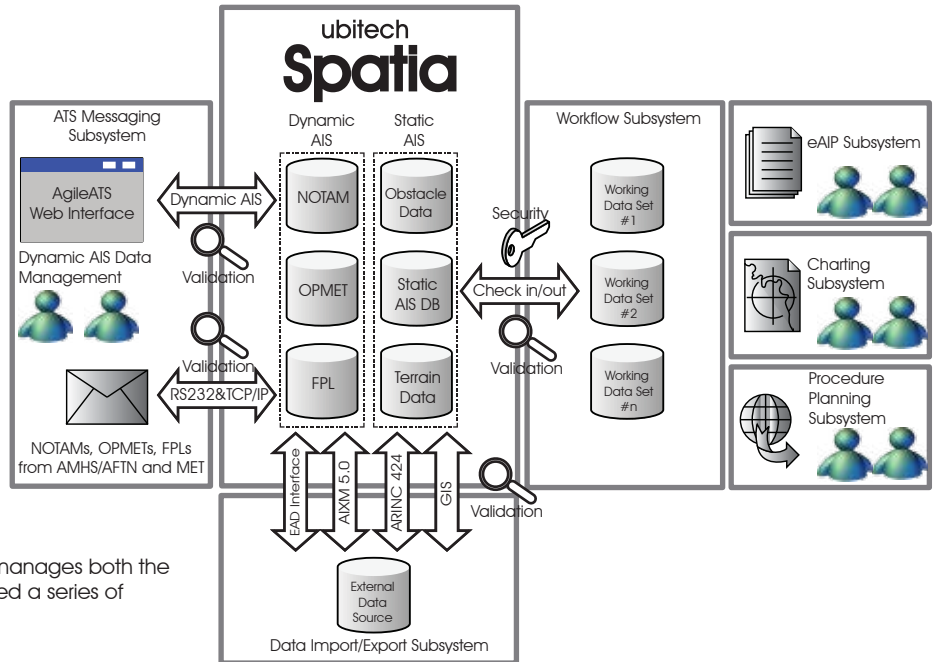 ubitech
Spatia
ATS Messaging
Subsystem
AgileATS
Web Interface
Dynamic AIS Data
Management
NOTAMs, OPMETs, FPLs
from AMHS/AFTN and MET
Dynamic AIS
Validation
Validation
RS232&TCP/IP
Dynamic
AIS
NOTAM
OPMET
FPL
Static
AIS
Obstacle
Data
Static
AIS DB
Terrain
Data
Security
Check in/out
Validation
Workflow Subsystem
Working
Data Set
#1
Working
Data Set
#2
Working
Data Set
#n
eAIP Subsystem
Charting
Subsystem
Procedure
Planning
Subsystem
EAD Interface
AIXM 5.0
ARINC 424
GIS
Validation
External
Data
Source
Data Import/Export Subsystem
manages both the
ed a series of